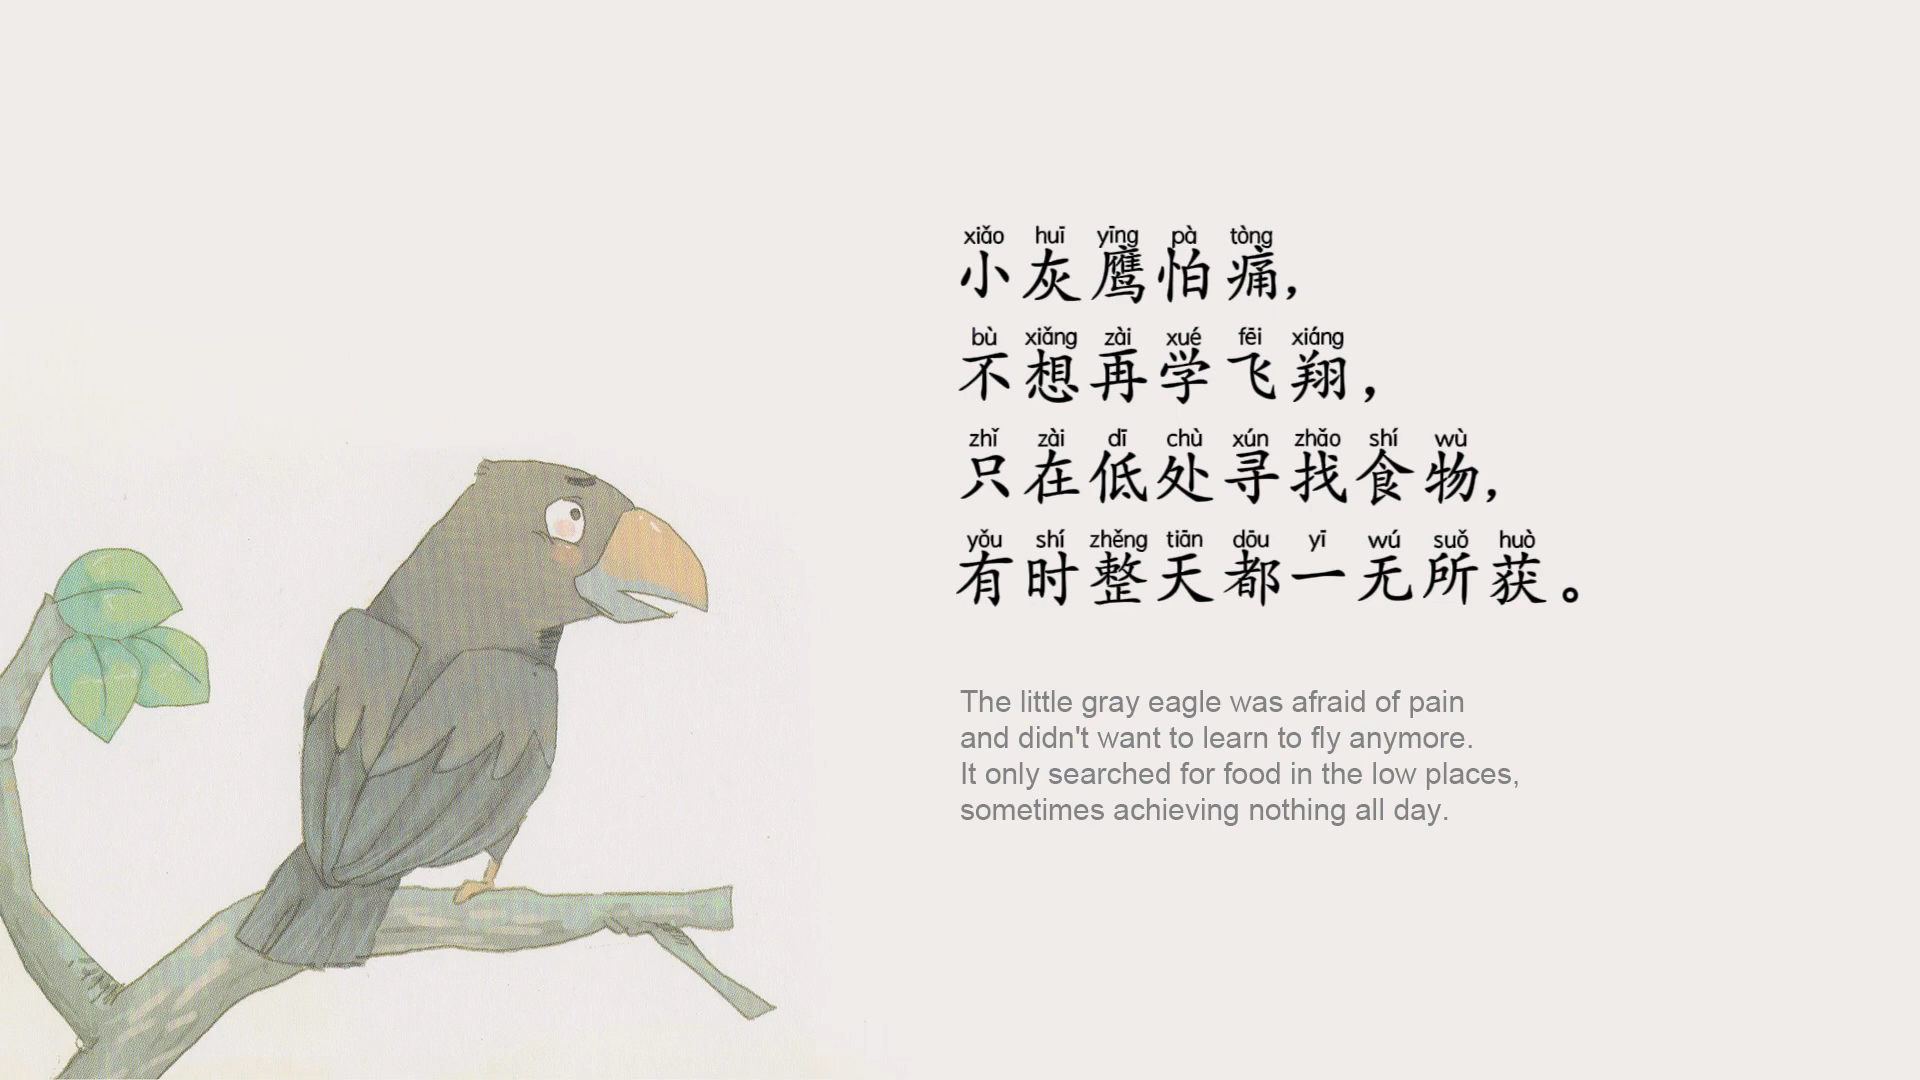 xiǎo huī yīng pà tòng
小灰鹰怕痛，
bù xiǎng zài xué fēi xiáng
不想再学飞翔，
zhǐ zài dī chù xún zhǎo shí wù
只在低处寻找食物，
yǒu shí zhěng tiān dōu yī wú suǒ huò
有时整天都一无所获。
The little gray eagle was afraid of pain
and didn't want to learn to fly anymore.
It only searched for food in the low places,
sometimes achieving nothing all day.